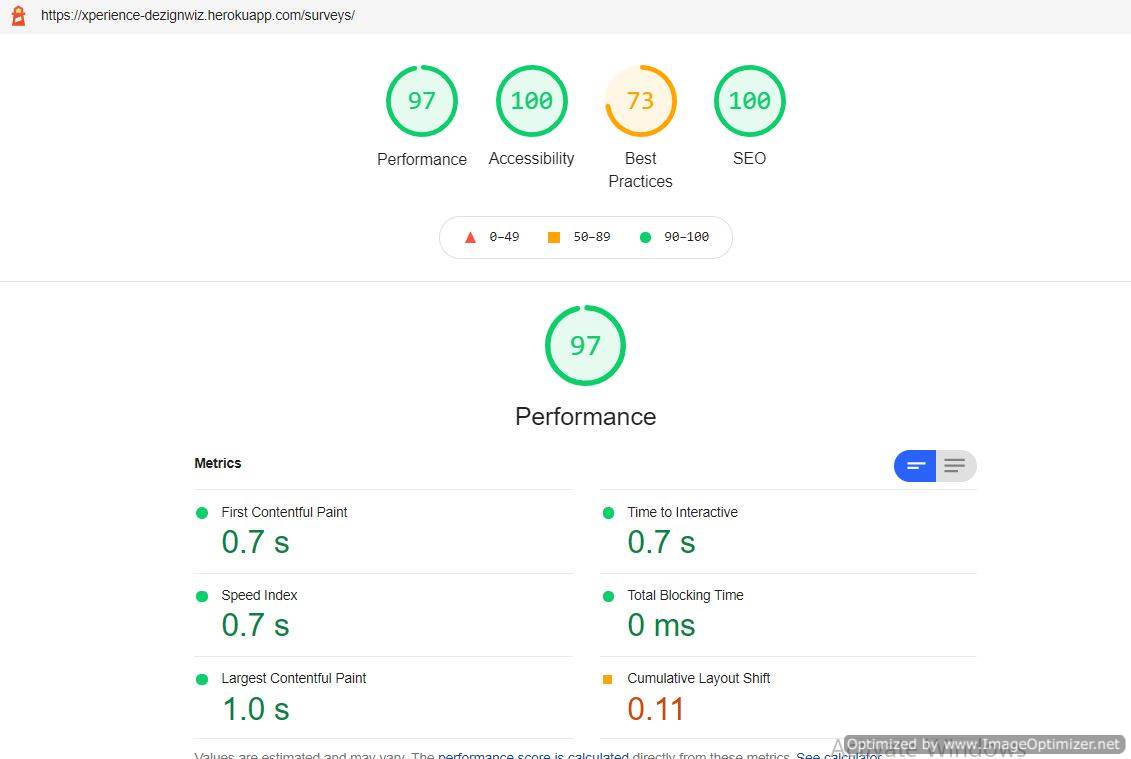 https://xperience-dezignwiz.herokuapp.com/surveys/
97 100 73 100
Performance Accessibility Best Practices SEO
0–49 50–89 90–100
97
Performance
Metrics
First Contentful Paint Time to Interactive
0.7 s 0.7 s
Speed Index Total Blocking Time
0.7 s 0 ms
Largest Contentful Paint Cumulative Layout Shift
1.0 s 0.11
Values are estimated and may vary. The performance score is calculated directly from these metrics. See calculator
Activate Windows
Optimized by www.ImageOptimizer.net